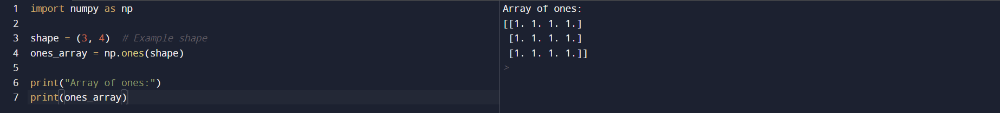 1 import numpy as np
2
3 shape = (3, 4)  # Example shape
4 ones_array = np.ones(shape)
5
6 print("Array of ones:")
7 print(ones_array)
Array of ones:
[[1. 1. 1. 1.]
 [1. 1. 1. 1.]
 [1. 1. 1. 1.]]
>